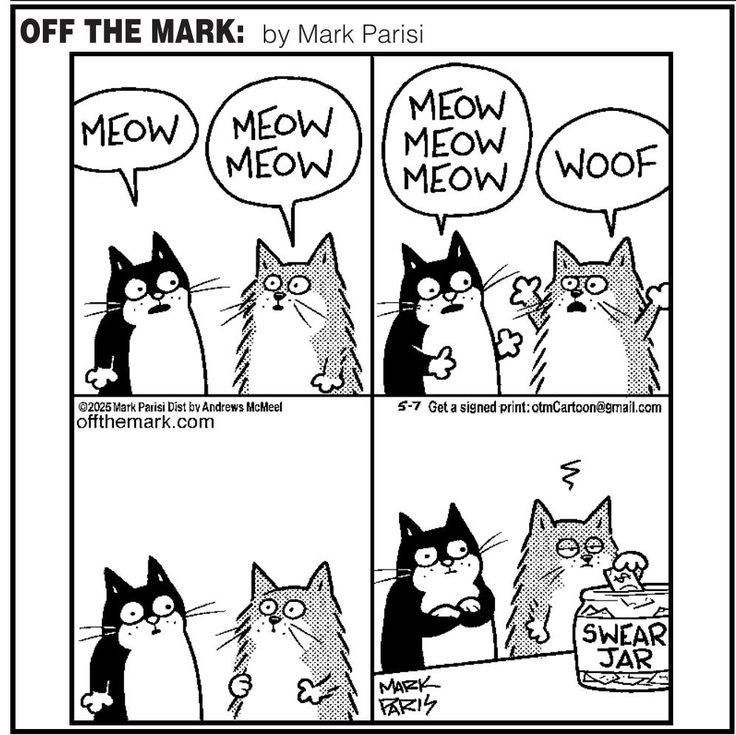 OFF THE MARK: by Mark Parisi
MEOW
MEOW
MEOW
MEOW
MEOW
MEOW
WOOF
©2025 Mark Parisi Dist by Andrews McMeel
offthemark.com
5-7 Get a signed print: otmCartoon@gmail.com
SWEAR
JAR
MARK
PARISI